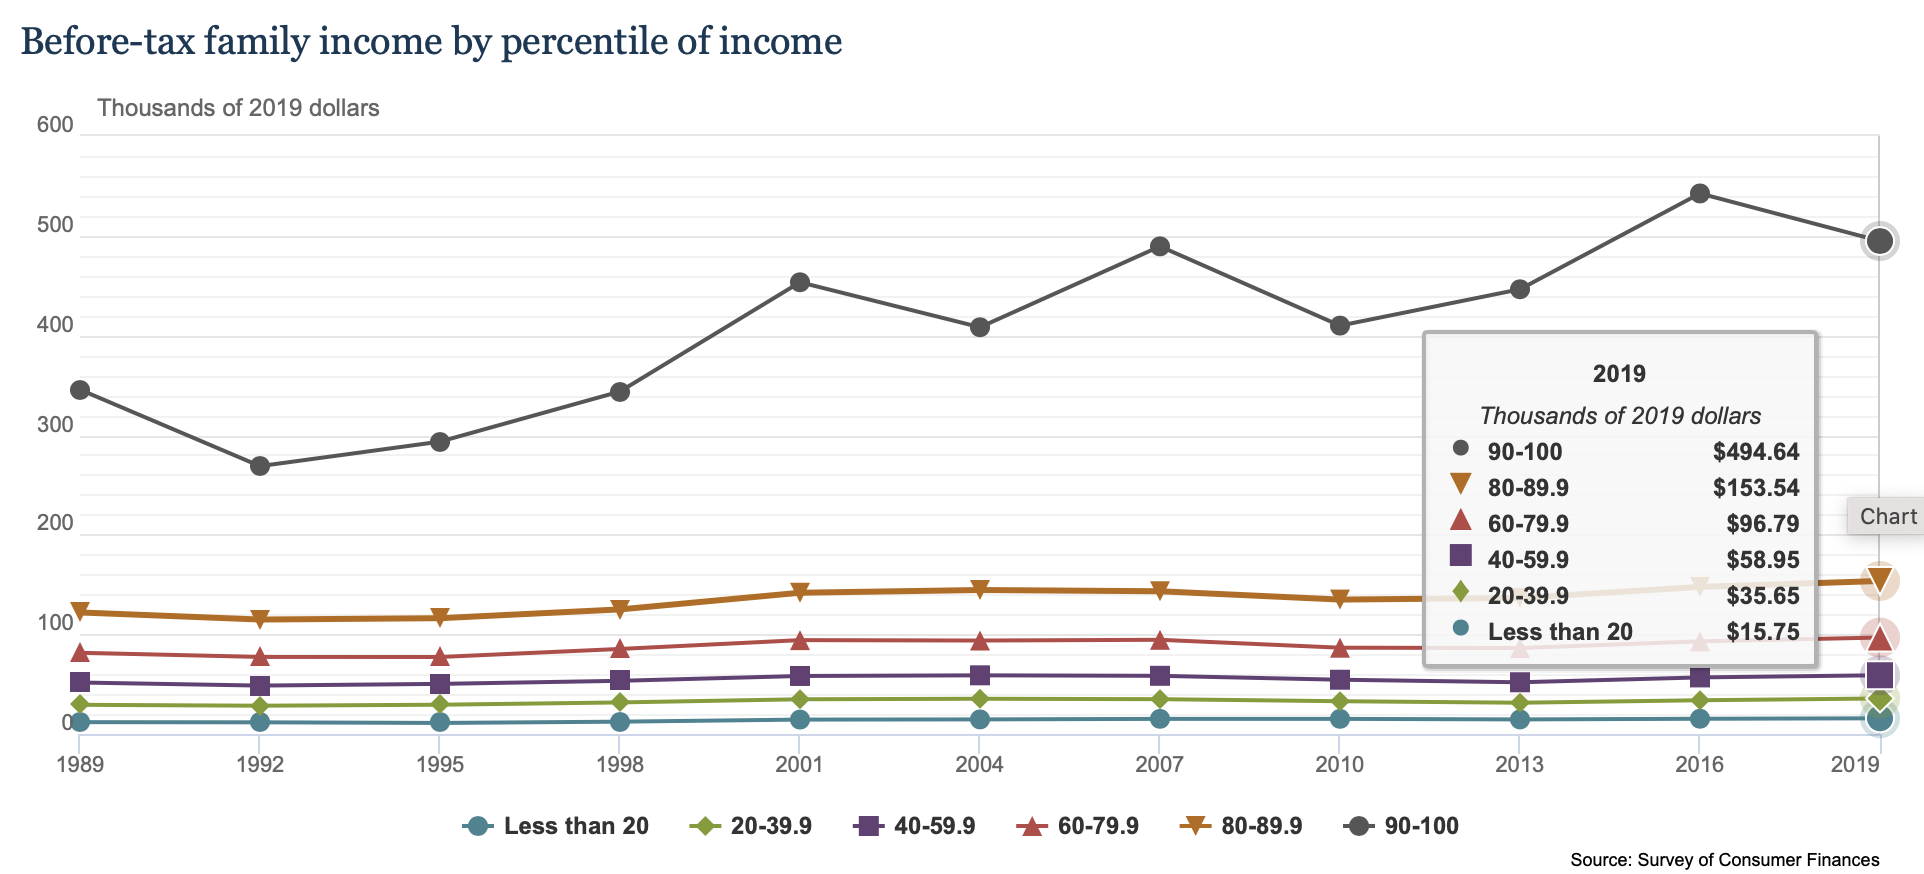 Before-tax family income by percentile of income
Thousands of 2019 dollars
600
500
400
300
200
100
0
2019
Thousands of 2019 dollars
90-100 $494.64
80-89.9 $153.54
60-79.9 $96.79
40-59.9 $58.95
20-39.9 $35.65
Less than 20 $15.75
Chart
1989 1992 1995 1998 2001 2004 2007 2010 2013 2016 2019
Less than 20 20-39.9 40-59.9 60-79.9 80-89.9 90-100
Source: Survey of Consumer Finances